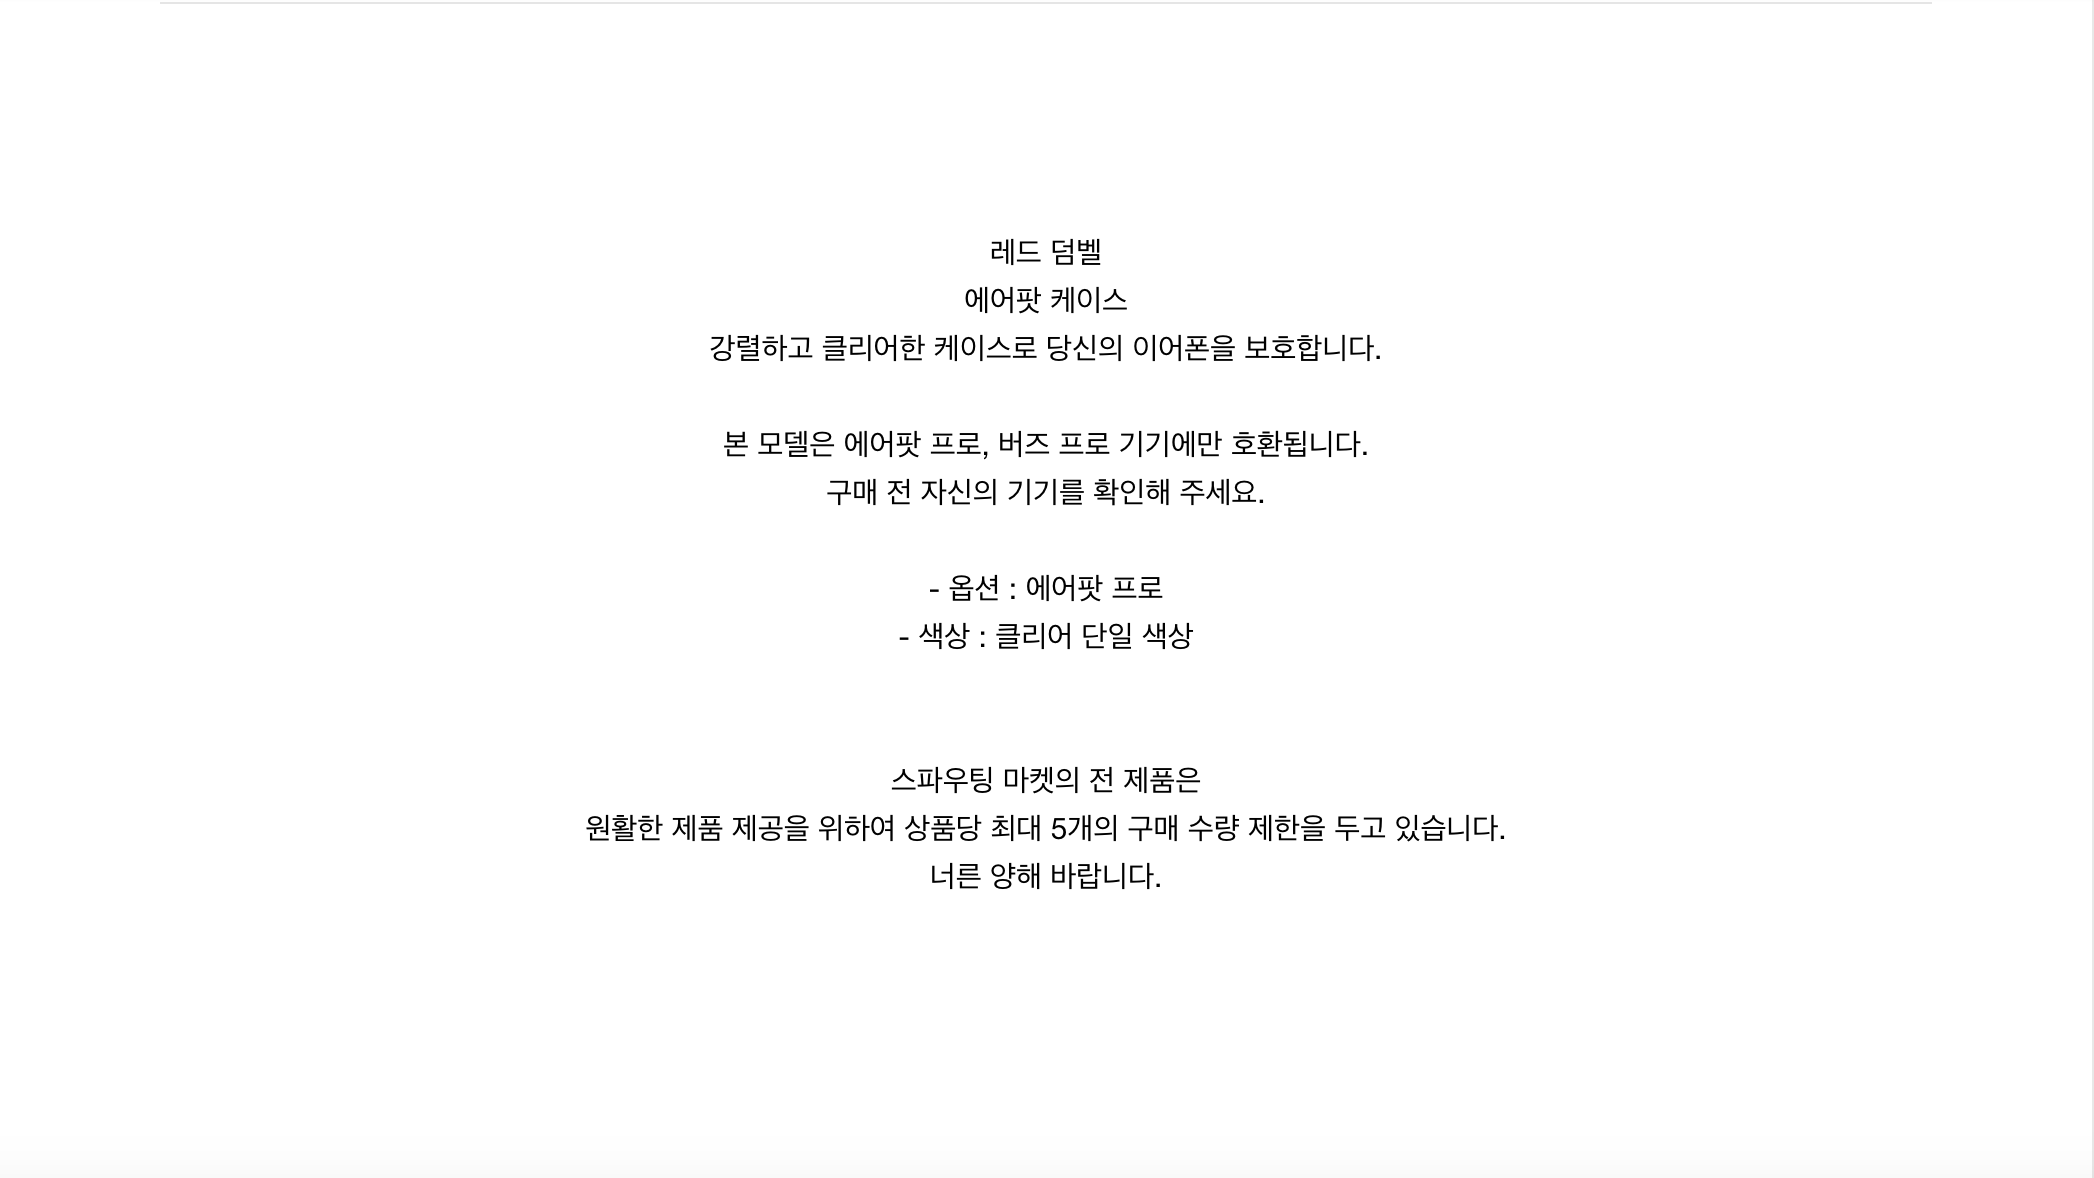 레드 덤벨
에어팟 케이스
강렬하고 클리어한 케이스로 당신의 이어폰을 보호합니다.
본 모델은 에어팟 프로, 버즈 프로 기기에만 호환됩니다.
구매 전 자신의 기기를 확인해 주세요.
- 옵션 : 에어팟 프로
- 색상 : 클리어 단일 색상
스파우팅 마켓의 전 제품은
원활한 제품 제공을 위하여 상품당 최대 5개의 구매 수량 제한을 두고 있습니다.
너른 양해 바랍니다.